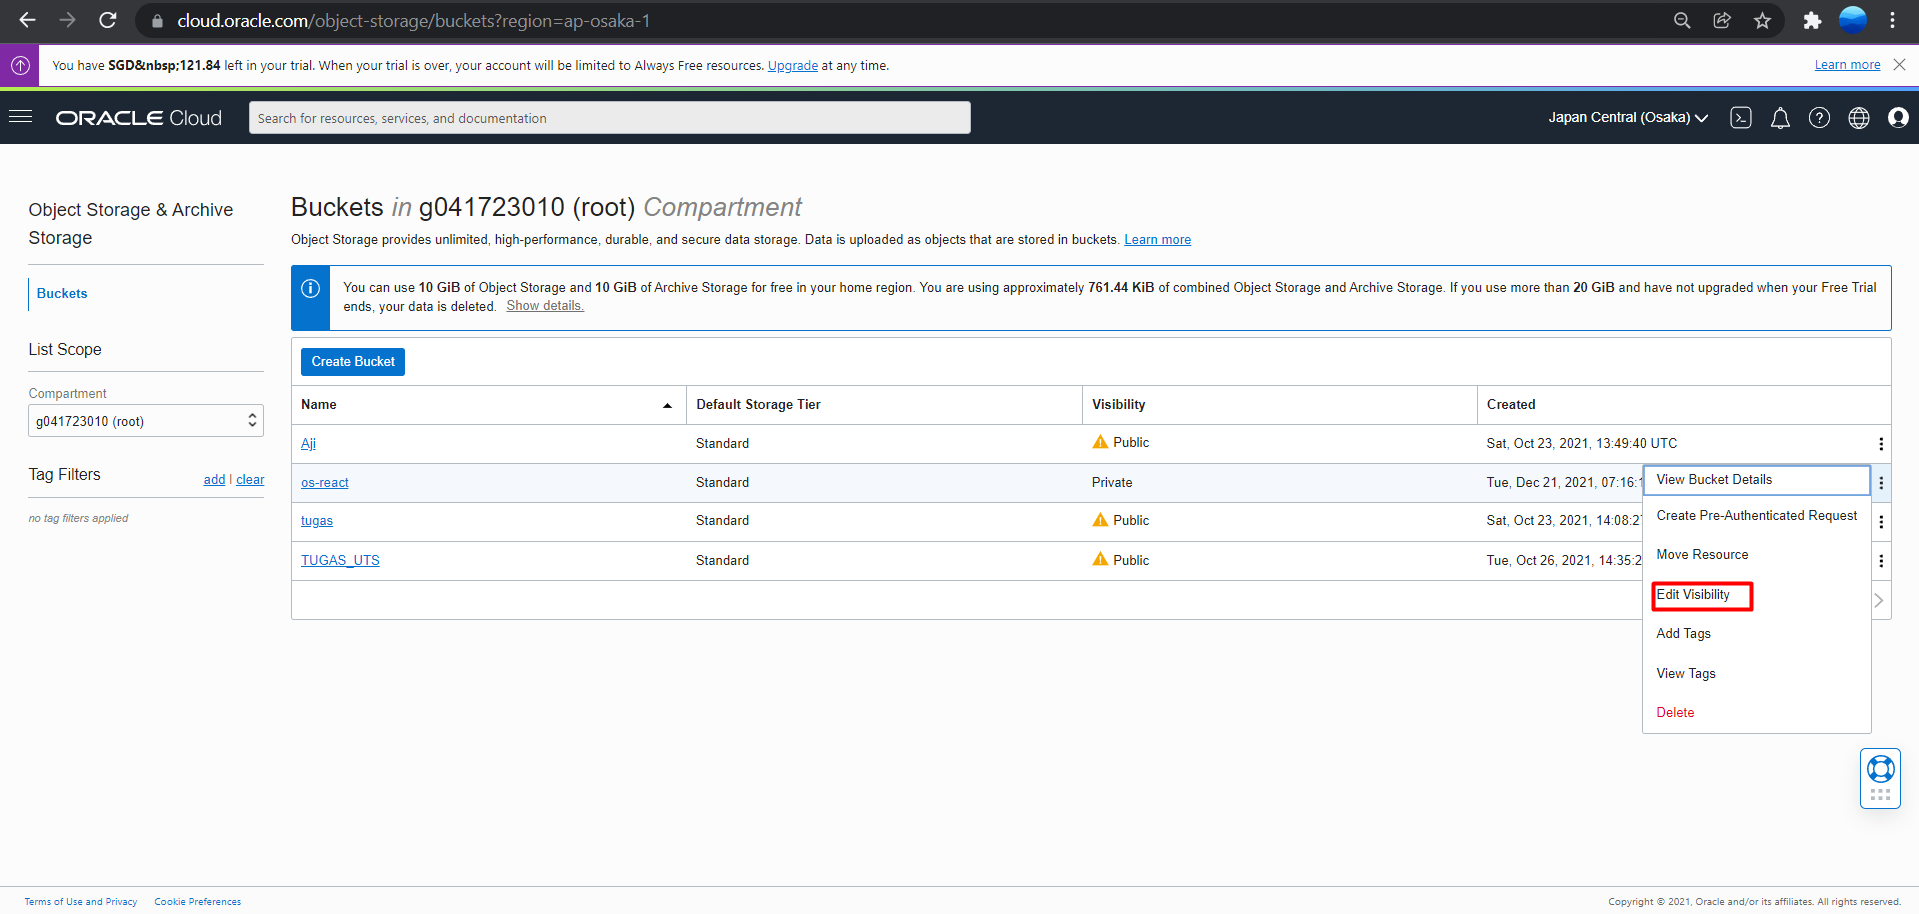 cloud.oracle.com/object-storage/buckets?region=ap-osaka-1
You have SGD&nbsp;121.84 left in your trial. When your trial is over, your account will be limited to Always Free resources. Upgrade at any time.
Learn more
ORACLE Cloud
Search for resources, services, and documentation
Japan Central (Osaka)
Object Storage & Archive
Storage
Buckets
List Scope
Compartment
g041723010 (root)
Tag Filters
add | clear
no tag filters applied
Buckets in g041723010 (root) Compartment
Object Storage provides unlimited, high-performance, durable, and secure data storage. Data is uploaded as objects that are stored in buckets. Learn more
You can use 10 GiB of Object Storage and 10 GiB of Archive Storage for free in your home region. You are using approximately 761.44 KiB of combined Object Storage and Archive Storage. If you use more than 20 GiB and have not upgraded when your Free Trial
ends, your data is deleted. Show details.
Create Bucket
Name Default Storage Tier Visibility Created
Aji Standard Public Sat, Oct 23, 2021, 13:49:40 UTC
os-react Standard Private Tue, Dec 21, 2021, 07:16:1
tugas Standard Public Sat, Oct 23, 2021, 14:08:27
TUGAS_UTS Standard Public Tue, Oct 26, 2021, 14:35:2
View Bucket Details
Create Pre-Authenticated Request
Move Resource
Edit Visibility
Add Tags
View Tags
Delete
Terms of Use and Privacy Cookie Preferences
Copyright © 2021, Oracle and/or its affiliates. All rights reserved.